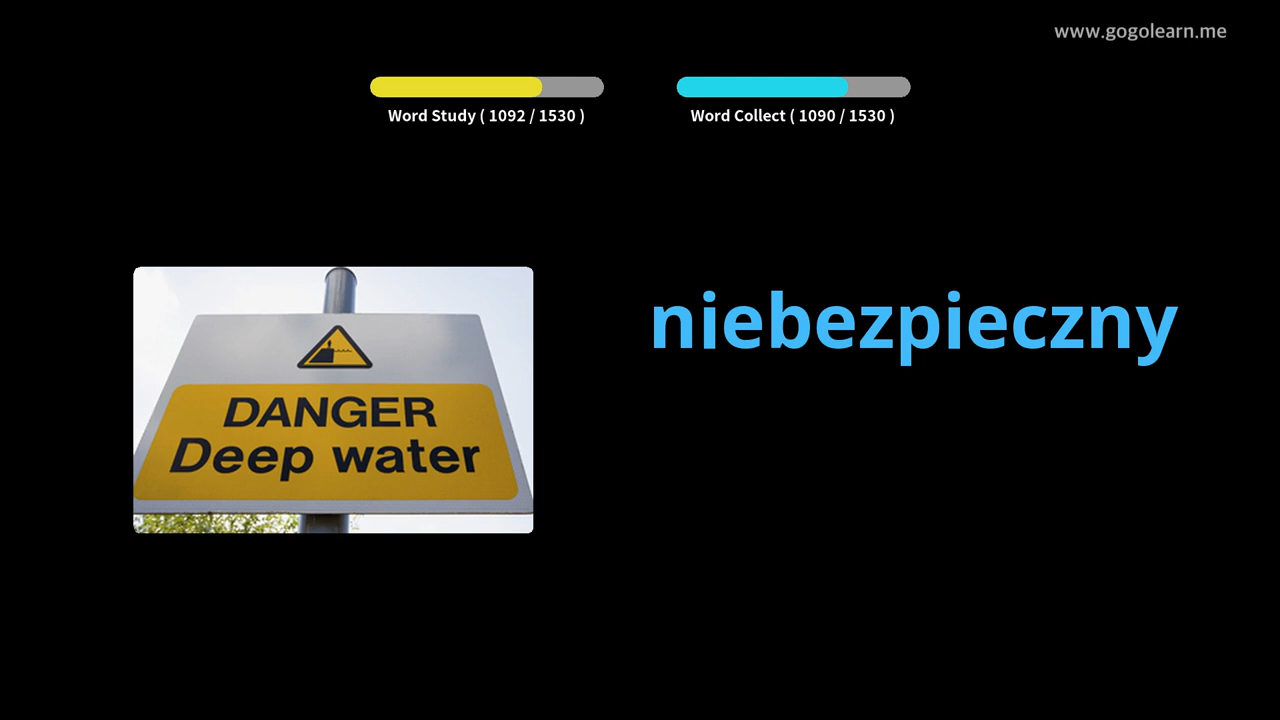 www.gogolearn.me
Word Study ( 1092 / 1530 )
Word Collect ( 1090 / 1530 )
niebezpieczny
DANGER
Deep water